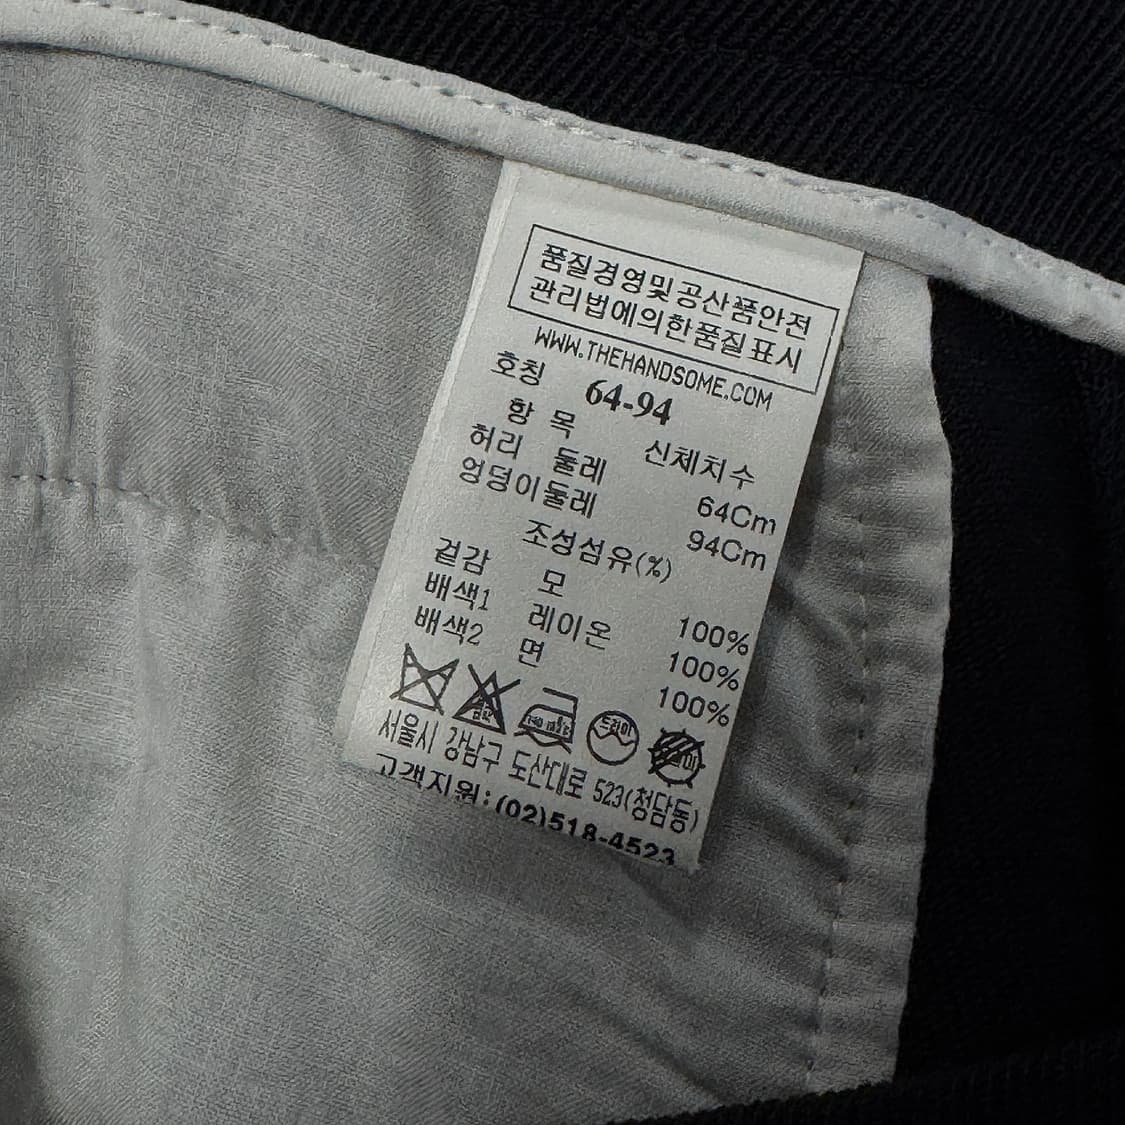 품질경영및공산품안전
관리법에의한품질표시
WWW.THEHANDSOME.COM
호칭 64-94
항 목 신체치수
허리 둘레 64Cm
엉덩이둘레 94Cm
조성섬유(%)
겉감 모 100%
배색1 레이온 100%
배색2 면 100%
드라이
서울시 강남구 도산대로 523(청담동)
고객지원:(02)518-4523